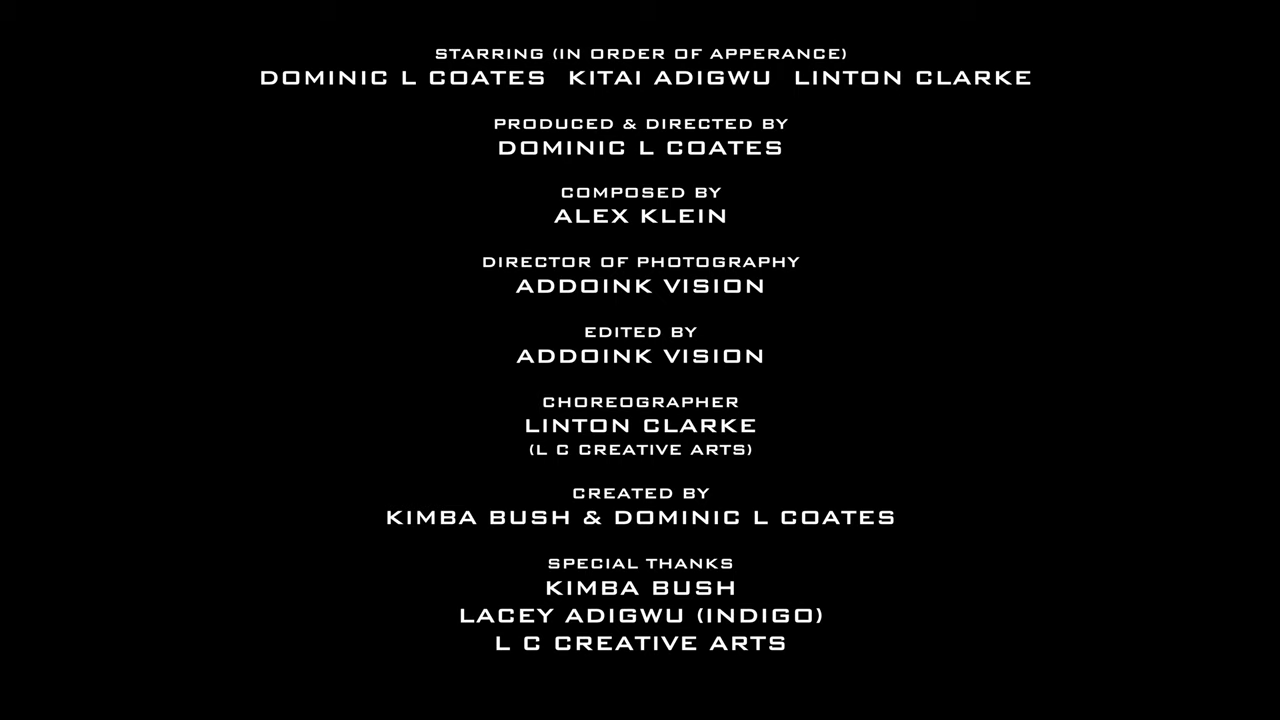 STARRING (IN ORDER OF APPERANCE)
DOMINIC L COATES KITAI ADIGWU LINTON CLARKE
PRODUCED & DIRECTED BY
DOMINIC L COATES
COMPOSED BY
ALEX KLEIN
DIRECTOR OF PHOTOGRAPHY
ADDOINK VISION
EDITED BY
ADDOINK VISION
CHOREOGRAPHER
LINTON CLARKE
(L C CREATIVE ARTS)
CREATED BY
KIMBA BUSH & DOMINIC L COATES
SPECIAL THANKS
KIMBA BUSH
LACEY ADIGWU (INDIGO)
L C CREATIVE ARTS